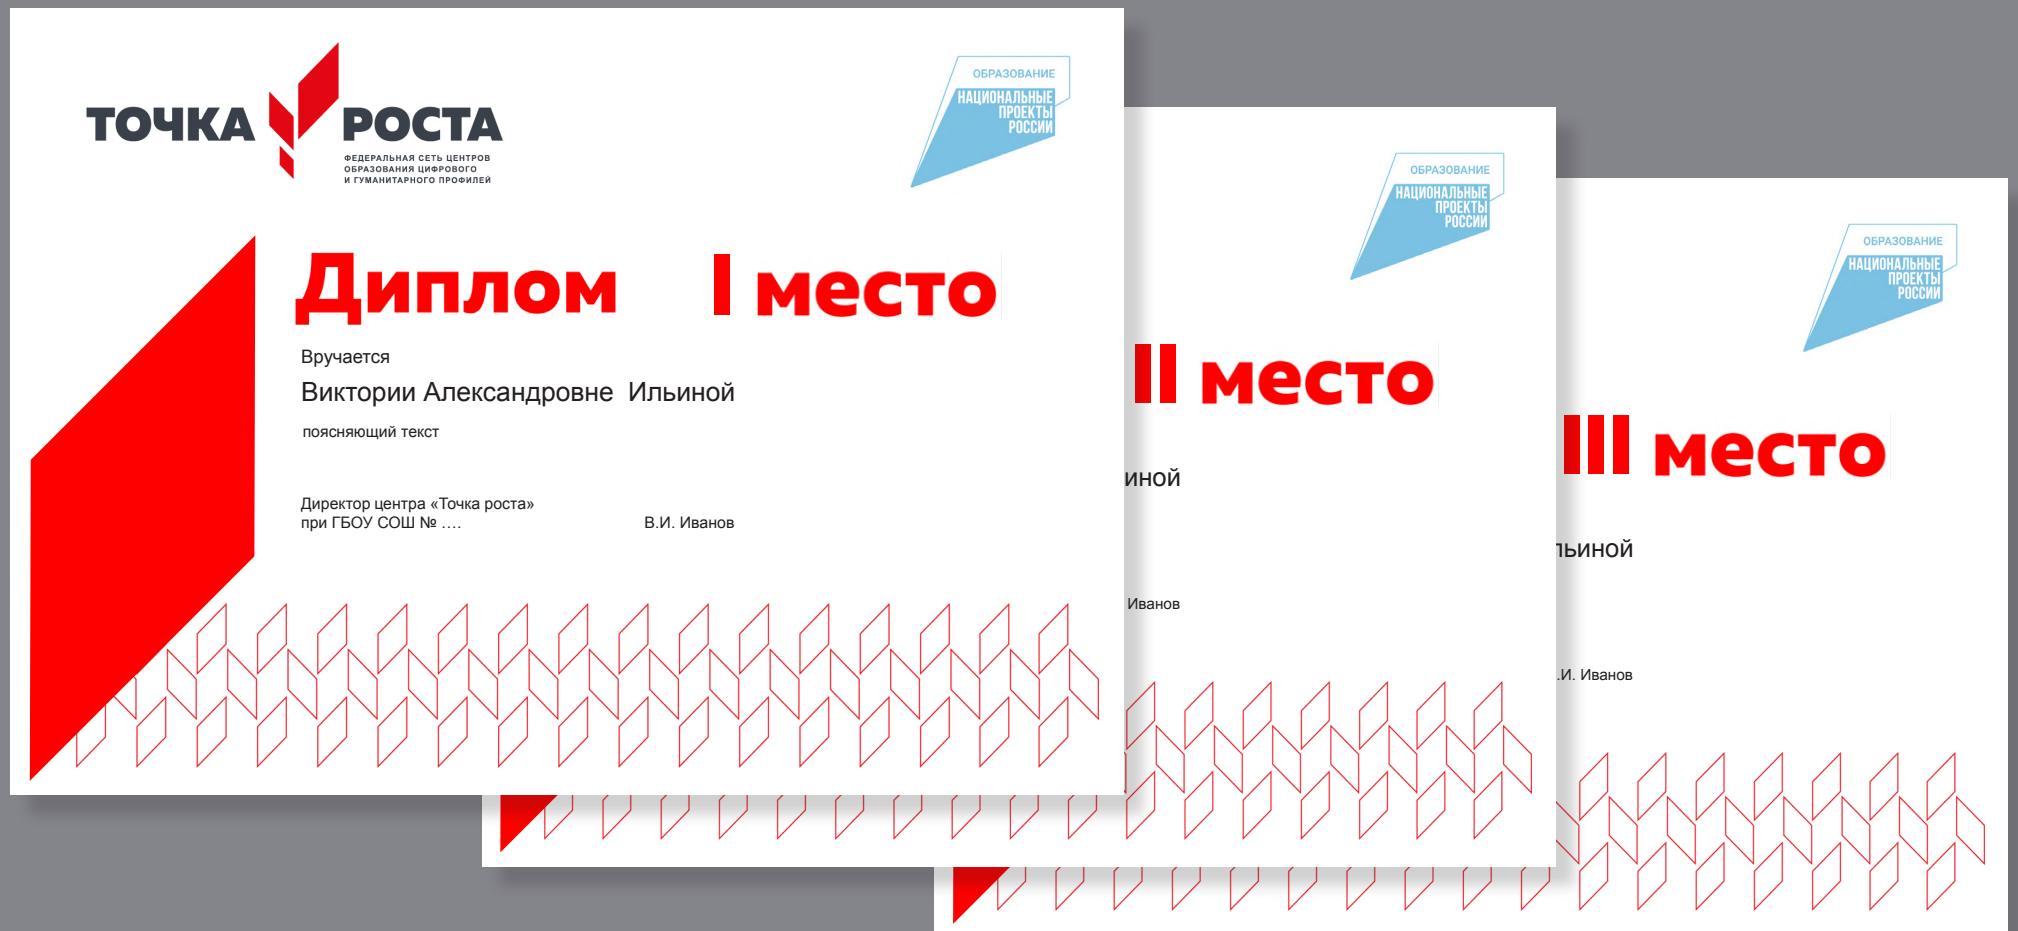 ТОЧКА РОСТА
ФЕДЕРАЛЬНАЯ СЕТЬ ЦЕНТРОВ
ОБРАЗОВАНИЯ ЦИФРОВОГО
И ГУМАНИТАРНОГО ПРОФИЛЕЙ
ОБРАЗОВАНИЕ
НАЦИОНАЛЬНЫЕ
ПРОЕКТЫ
РОССИИ
Диплом I место
Вручается
Виктории Александровне Ильиной
поясняющий текст
Директор центра «Точка роста»
при ГБОУ СОШ № .... В.И. Иванов
ОБРАЗОВАНИЕ
НАЦИОНАЛЬНЫЕ
ПРОЕКТЫ
РОССИИ
II место
иной
Иванов
ОБРАЗОВАНИЕ
НАЦИОНАЛЬНЫЕ
ПРОЕКТЫ
РОССИИ
III место
льиной
.И. Иванов